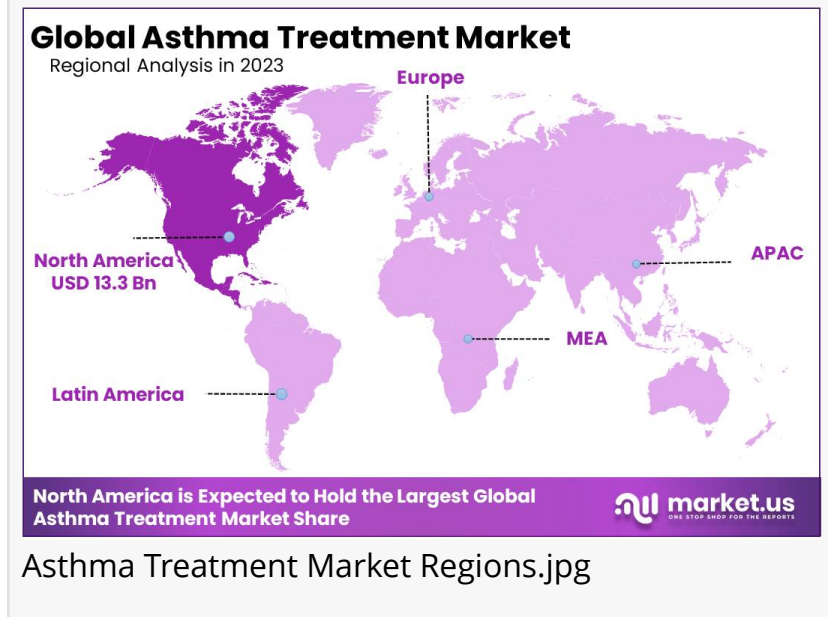 Global Asthma Treatment Market
Regional Analysis in 2023
Europe
North America
USD 13.3 Bn
APAC
MEA
Latin America
North America is Expected to Hold the Largest Global
Asthma Treatment Market Share
market.us
ONE STOP SHOP FOR THE REPORTS
Asthma Treatment Market Regions.jpg